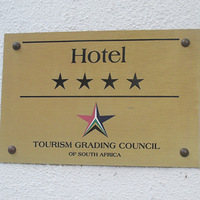 Hotel
TOURISM GRADING COUNCIL
OF SOUTH AFRICA